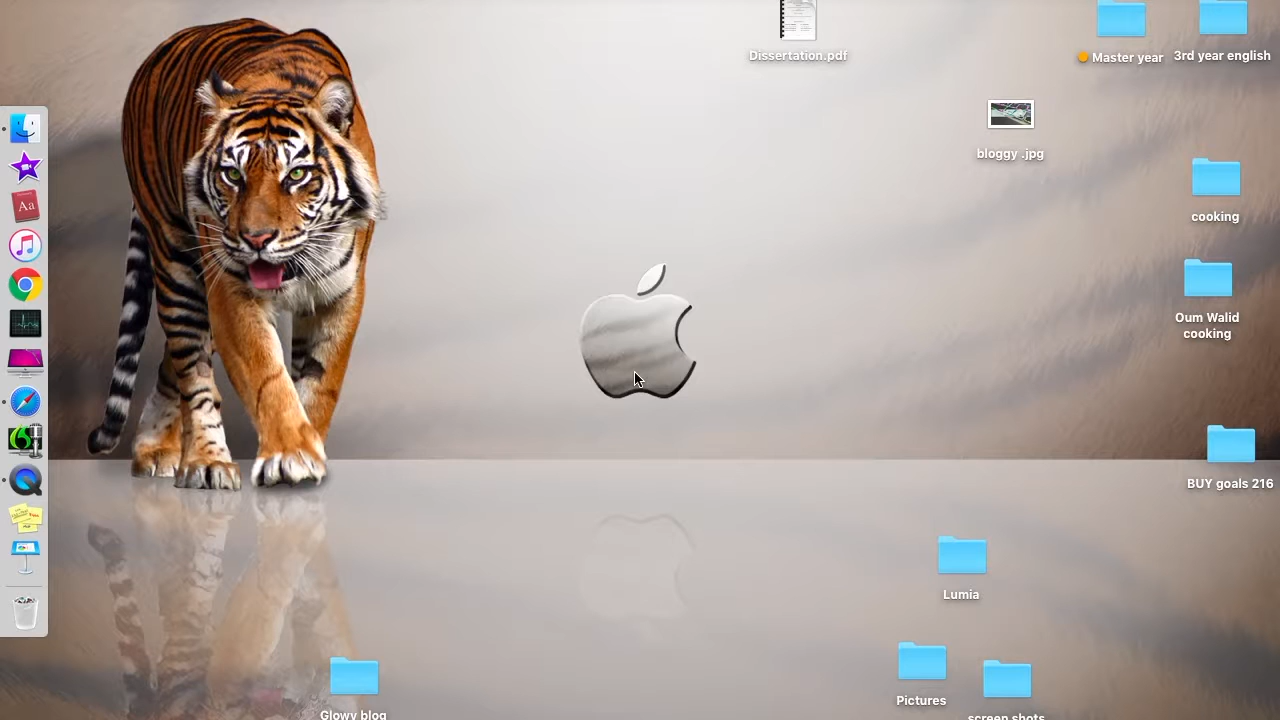 Dissertation.pdf
Master year
3rd year english
bloggy .jpg
cooking
Oum Walid
cooking
BUY goals 216
Lumia
Pictures
screen shots
Glowy blog
Aa